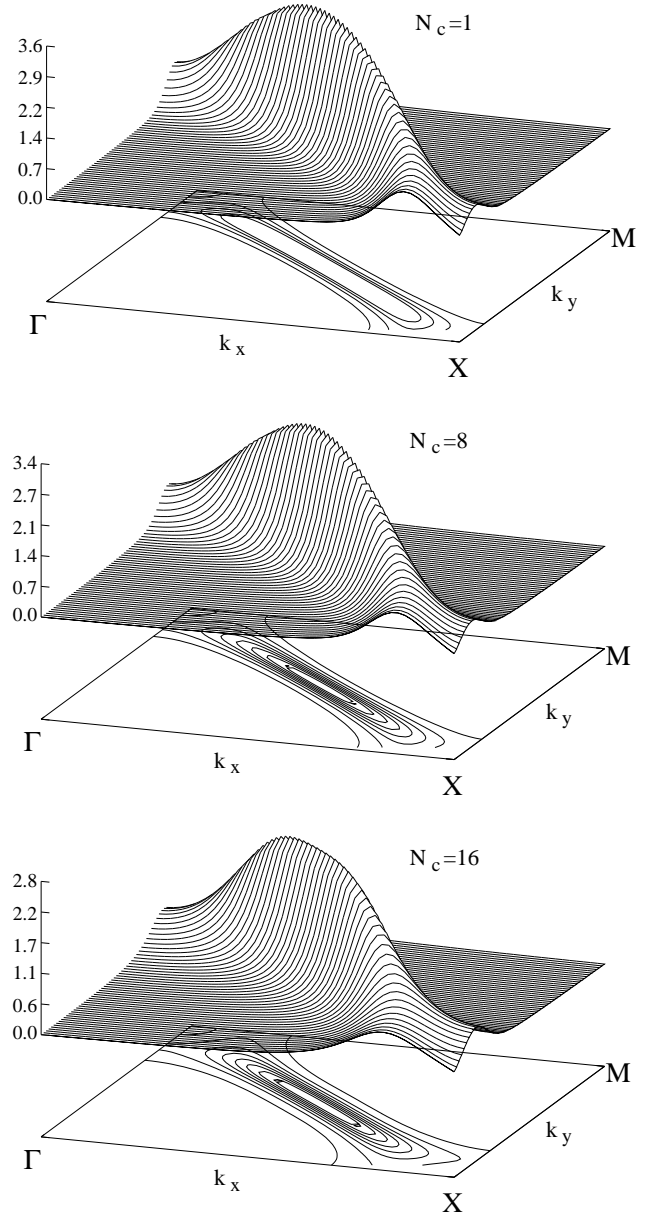 N c=1
3.6
2.9
2.2
1.4
0.7
0.0
M
k y
Γ
k x
X
N c=8
3.4
2.7
2.1
1.4
0.7
0.0
M
k y
Γ
k x
X
N c=16
2.8
2.2
1.7
1.1
0.6
0.0
M
k y
Γ
k x
X